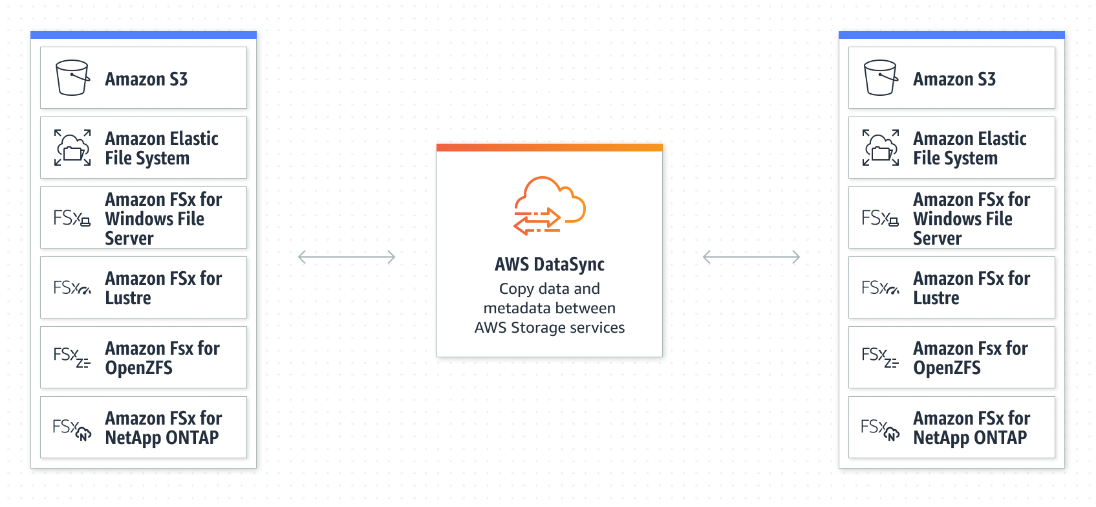 Amazon S3
Amazon Elastic
File System
FSx
Amazon FSx for
Windows File
Server
FSx
Amazon FSx for
Lustre
FSx
Z
Amazon Fsx for
OpenZFS
FSx
N
Amazon FSx for
NetApp ONTAP
AWS DataSync
Copy data and
metadata between
AWS Storage services
Amazon S3
Amazon Elastic
File System
FSx
Amazon FSx for
Windows File
Server
FSx
Amazon FSx for
Lustre
FSx
Z
Amazon Fsx for
OpenZFS
FSx
N
Amazon FSx for
NetApp ONTAP